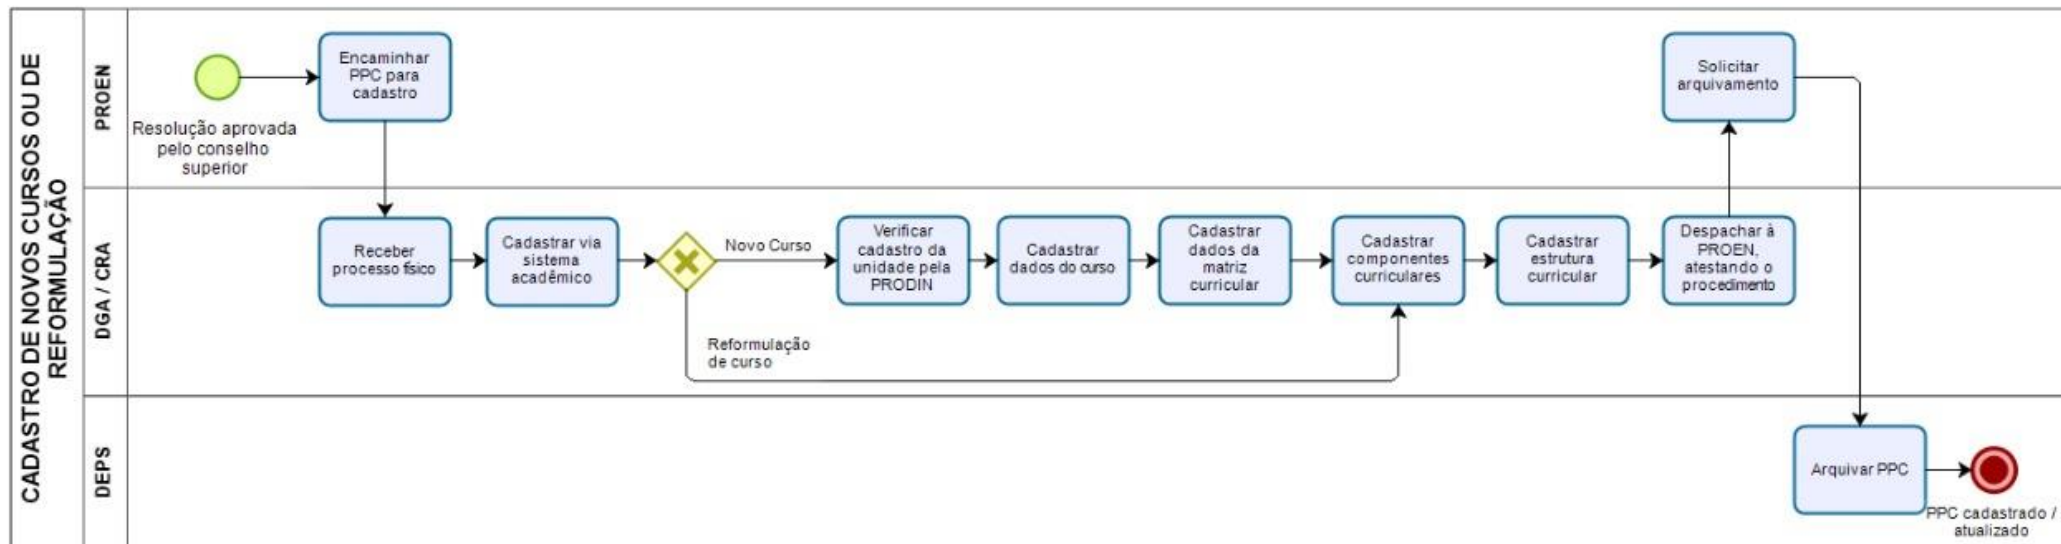 CADASTRO DE NOVOS CURSOS OU DE
REFORMULAÇÃO
PROEN
Resolução aprovada
pelo conselho
superior
Encaminhar
PPC para
cadastro
Solicitar
arquivamento
DGA / CRA
Receber
processo físico
Cadastrar via
sistema
acadêmico
Novo Curso
Reformulação
de curso
Verificar
cadastro da
unidade pela
PRODIN
Cadastrar
dados do curso
Cadastrar
dados da
matriz
curricular
Cadastrar
componentes
curriculares
Cadastrar
estrutura
curricular
Despachar à
PROEN,
atestando o
procedimento
DEPS
Arquivar PPC
PPC cadastrado /
atualizado